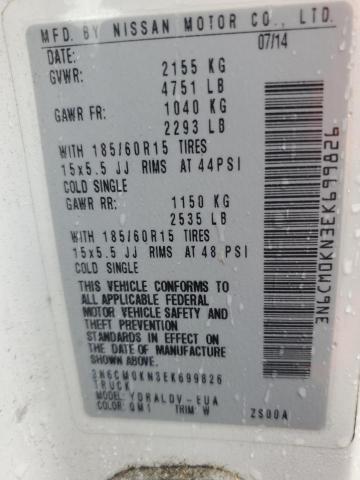 MFD. BY NISSAN MOTOR CO., LTD.
DATE: 07/14
GVWR: 2155 KG
4751 LB
GAWR FR: 1040 KG
2293 LB
WITH 185/60R15 TIRES
15x5.5 JJ RIMS AT 44PSI
COLD SINGLE
GAWR RR: 1150 KG
2535 LB
WITH 185/60R15 TIRES
15x5.5 JJ RIMS AT 48 PSI
COLD SINGLE
THIS VEHICLE CONFORMS TO
ALL APPLICABLE FEDERAL
MOTOR VEHICLE SAFETY AND
THEFT PREVENTION
STANDARDS IN EFFECT ON
THE DATE OF MANUFACTURE
SHOWN ABOVE.
3N6CM0KN3EK699826
TRUCK
MODEL: YDRALDV-EUA
COLOR: QM1 TRIM: W ZS00A
3N6CM0KN3EK699826